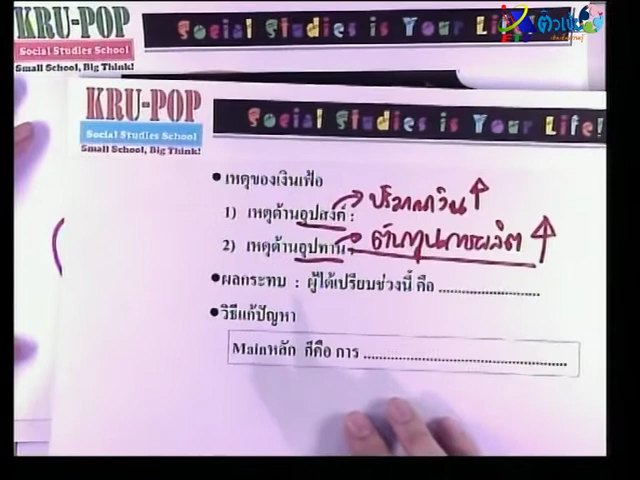 KRU-POP Social Studies is Your Li
Social Studies School
Small School, Big Think!
ติวเข้ม
KRU-POP Social Studies is Your Life!
Social Studies School
Small School, Big Think!
● เหตุของเงินเฟ้อ
1) เหตุด้านอุปสงค์ : ปริมาณเงิน ↑
2) เหตุด้านอุปทาน : ต้นทุนการผลิต ↑
● ผลกระทบ : ผู้ได้เปรียบช่วงนี้ คือ ........................
● วิธีแก้ปัญหา
Mainหลัก ก็คือ การ ................................................